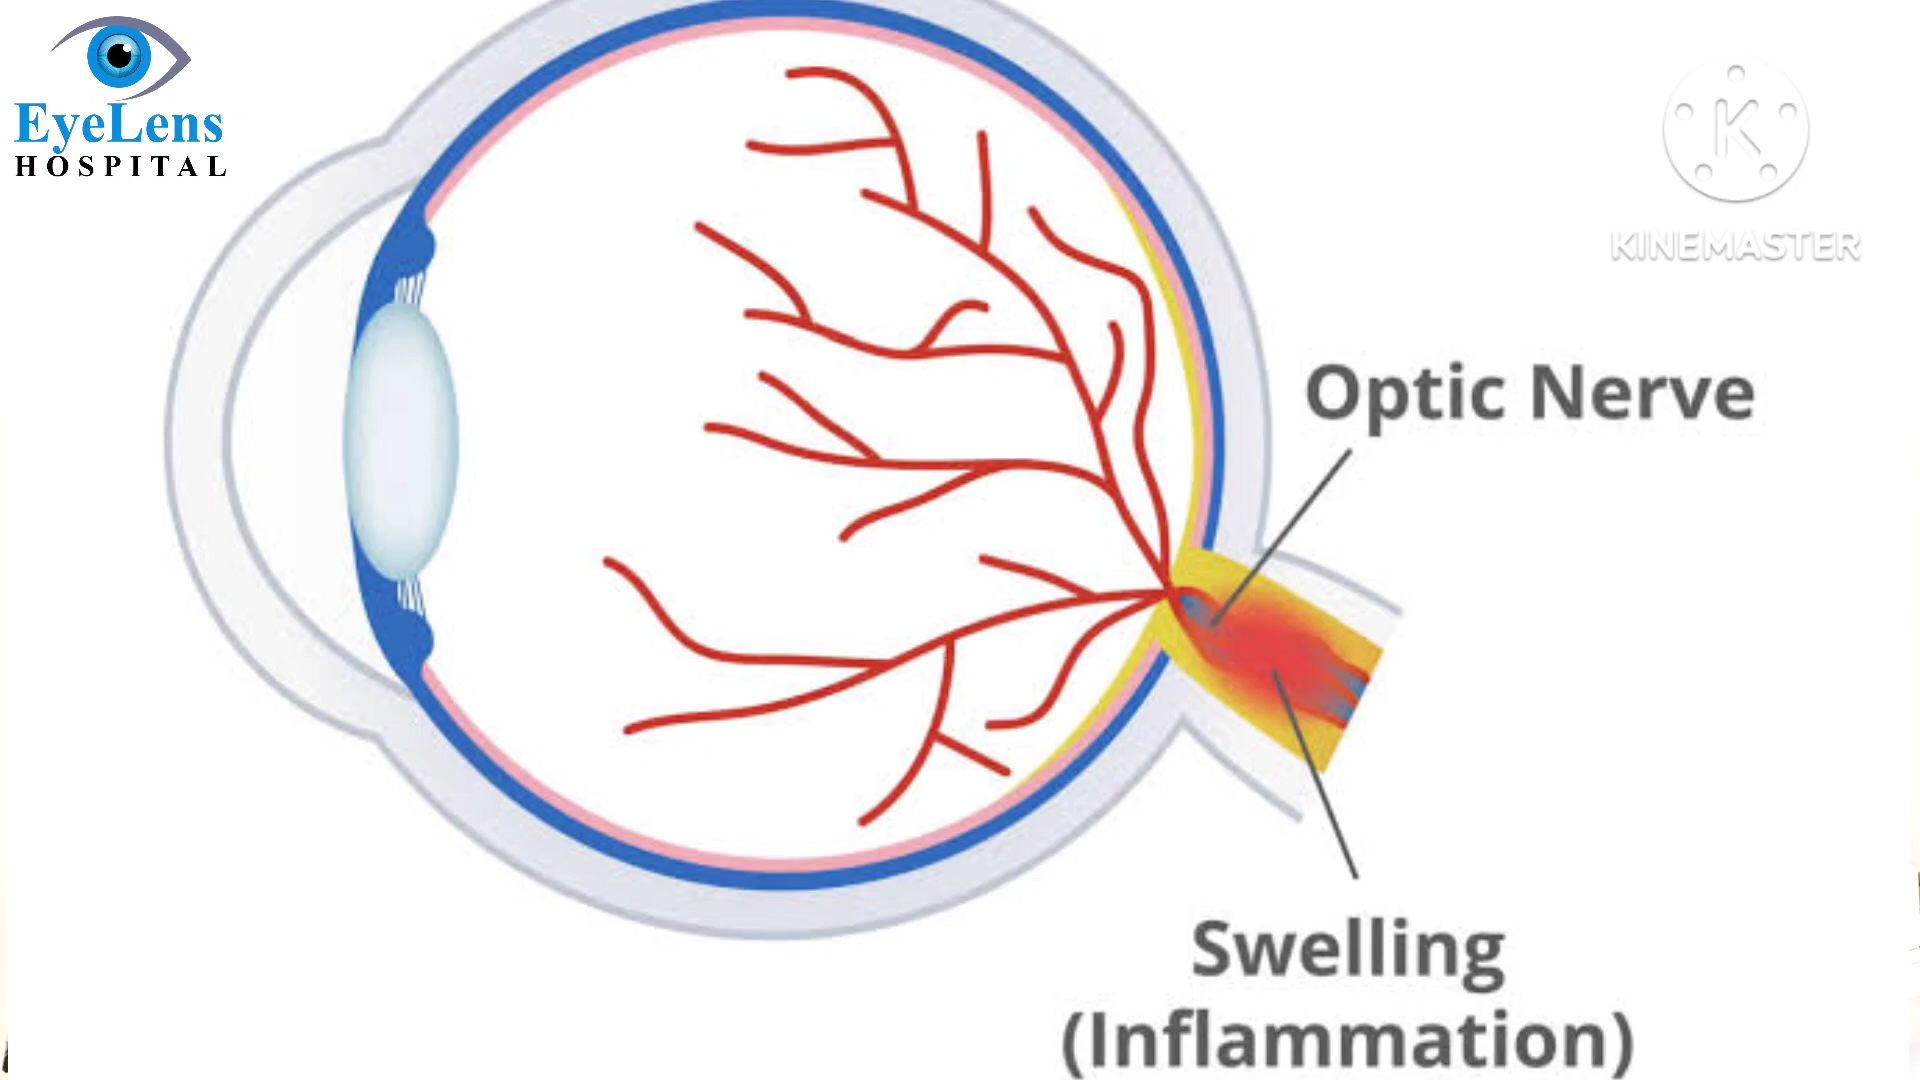 EyeLens
HOSPITAL
K
KINEMASTER
Optic Nerve
Swelling
(Inflammation)